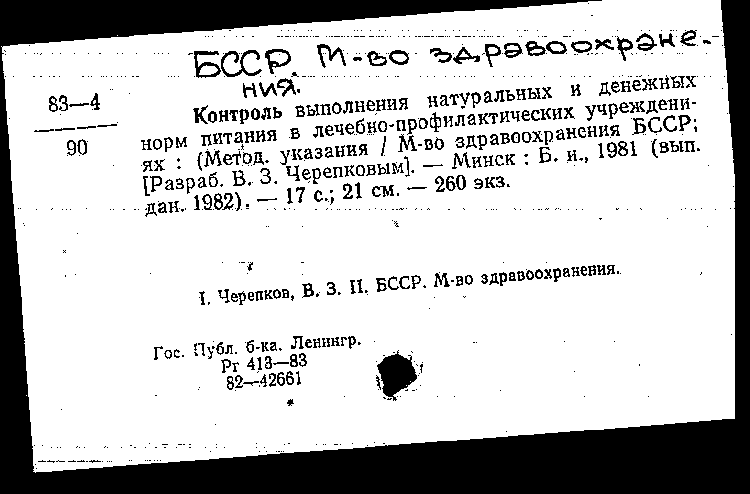 БССР. М-во здравоохране-
ния.
83—4
90
Контроль выполнения натуральных и денежных
норм питания в лечебно-профилактических учреждени-
ях : (Метод. указания / М-во здравоохранения БССР;
[Разраб. В. З. Черепковым]. — Минск : Б. и., 1981 (вып.
дан. 1982). — 17 с.; 21 см. — 260 экз.
I. Черепков, В. З. II. БССР. М-во здравоохранения.
Гос. Публ. б-ка. Ленингр.
Рг 413—83
82—42661
*